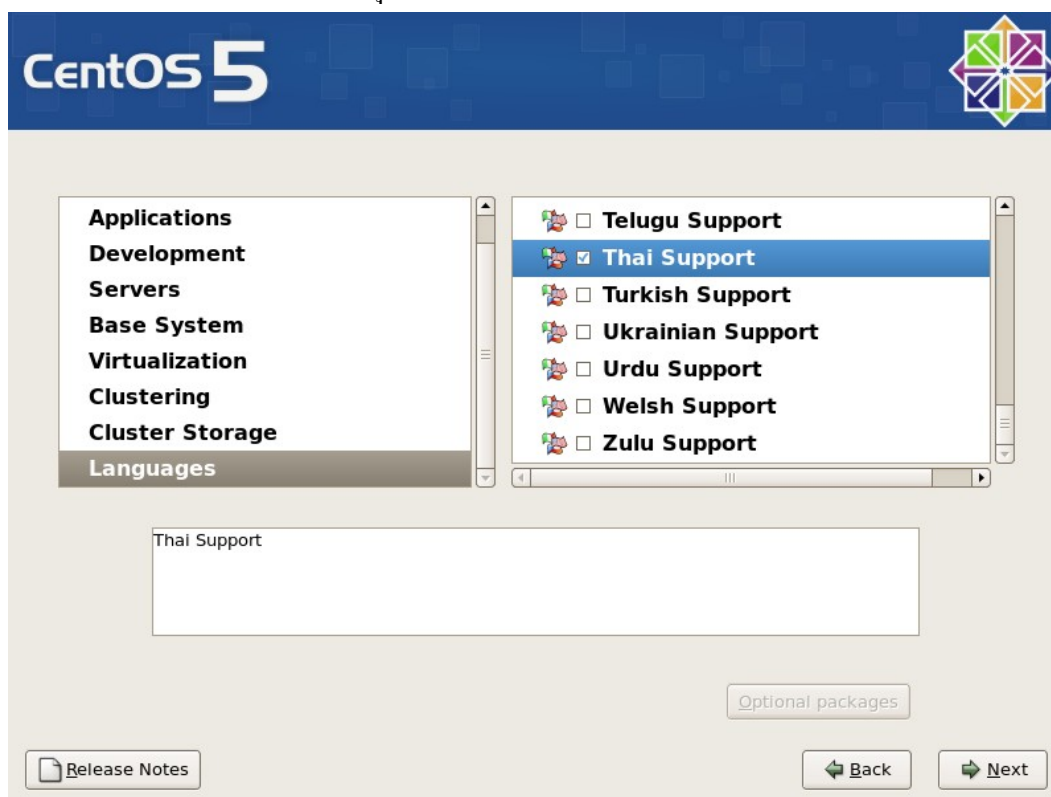 CentOS 5
Applications
Development
Servers
Base System
Virtualization
Clustering
Cluster Storage
Languages
Telugu Support
Thai Support
Turkish Support
Ukrainian Support
Urdu Support
Welsh Support
Zulu Support
Thai Support
Optional packages
Release Notes
Back
Next